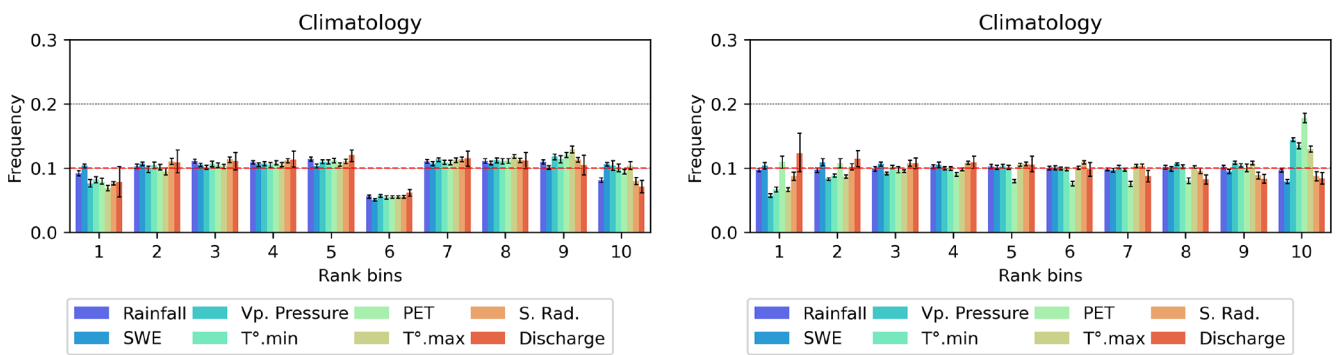 Climatology
0.3
0.2
0.1
0.0
Frequency
1 2 3 4 5 6 7 8 9 10
Rank bins
Rainfall Vp. Pressure PET S. Rad.
SWE T°.min T°.max Discharge
Climatology
0.3
0.2
0.1
0.0
Frequency
1 2 3 4 5 6 7 8 9 10
Rank bins
Rainfall Vp. Pressure PET S. Rad.
SWE T°.min T°.max Discharge